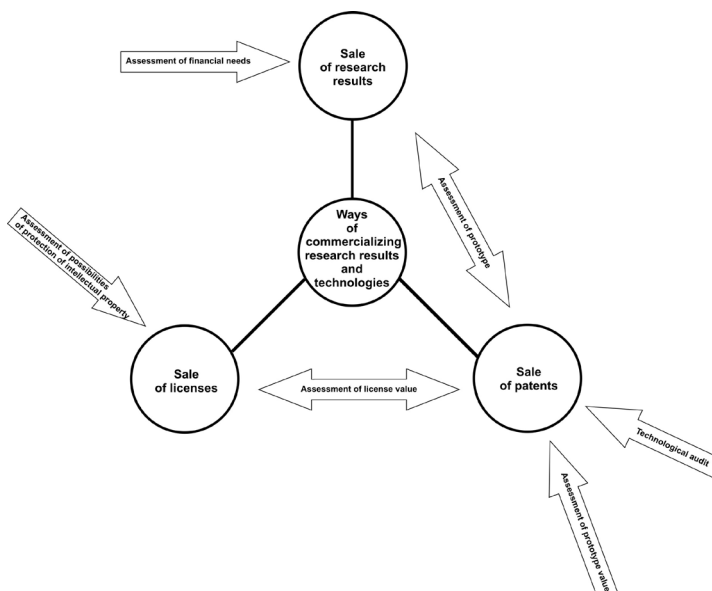 Sale
of research
results
Assessment of financial needs
Assessment of prototype
Ways
of
commercializing
research results
and
technologies
Assessment of possibilities
of protection of intellectual property
Sale
of licenses
Assessment of license value
Sale
of patents
Technological audit
Assessment of prototype value